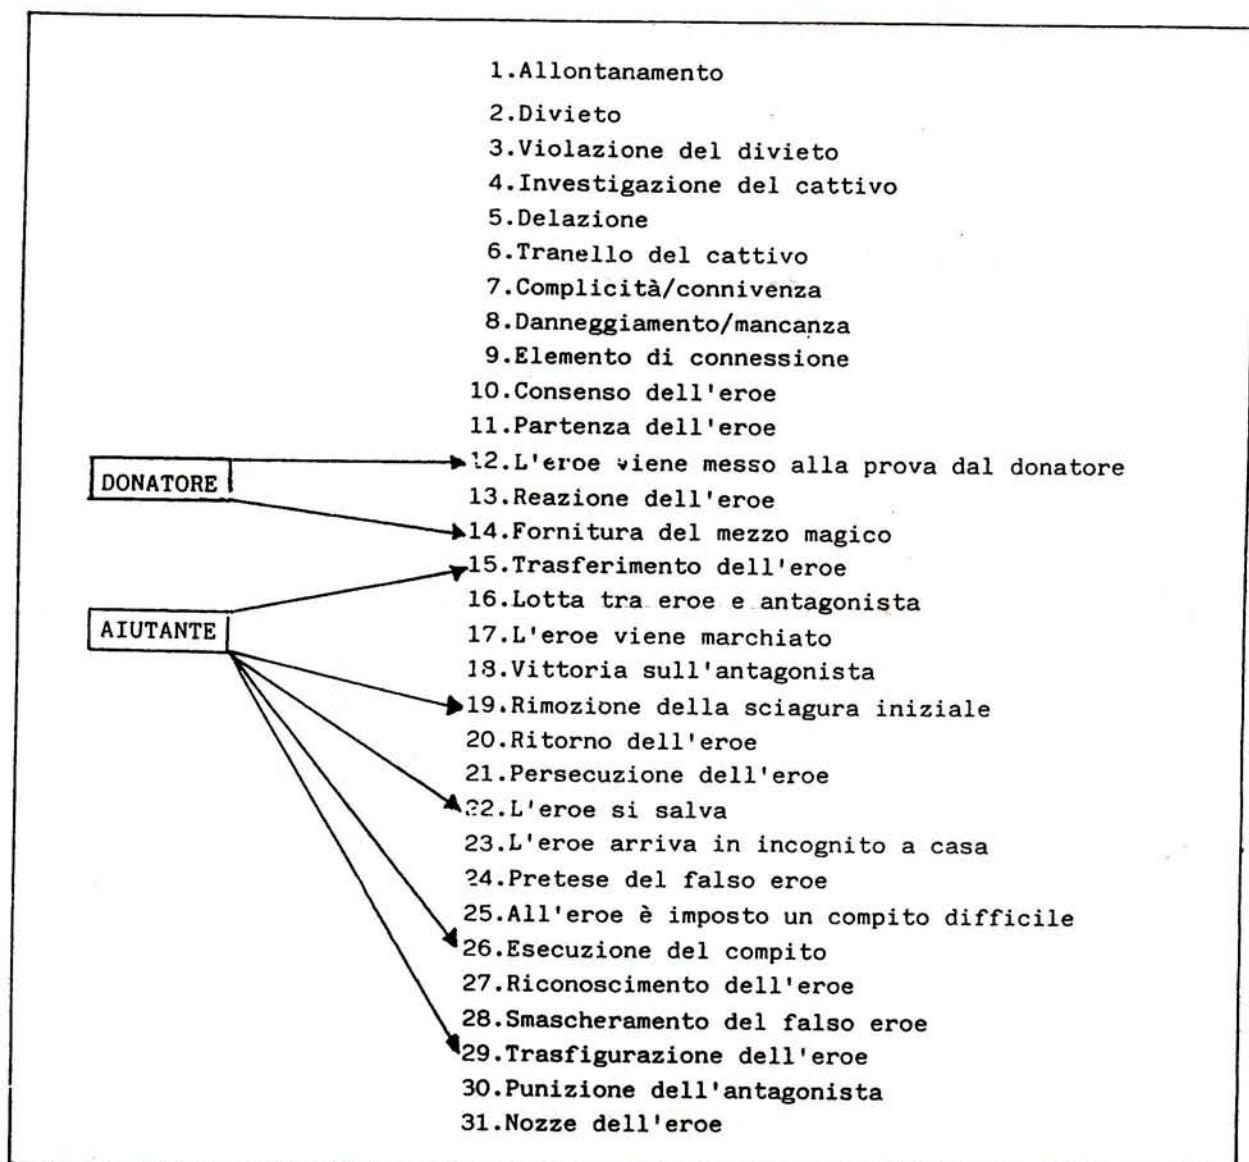 1.Allontanamento
2.Divieto
3.Violazione del divieto
4.Investigazione del cattivo
5.Delazione
6.Tranello del cattivo
7.Complicità/connivenza
8.Danneggiamento/mancanza
9.Elemento di connessione
10.Consenso dell'eroe
11.Partenza dell'eroe
DONATORE
12.L'eroe viene messo alla prova dal donatore
13.Reazione dell'eroe
14.Fornitura del mezzo magico
15.Trasferimento dell'eroe
16.Lotta tra eroe e antagonista
AIUTANTE
17.L'eroe viene marchiato
18.Vittoria sull'antagonista
19.Rimozione della sciagura iniziale
20.Ritorno dell'eroe
21.Persecuzione dell'eroe
22.L'eroe si salva
23.L'eroe arriva in incognito a casa
24.Pretese del falso eroe
25.All'eroe è imposto un compito difficile
26.Esecuzione del compito
27.Riconoscimento dell'eroe
28.Smascheramento del falso eroe
29.Trasfigurazione dell'eroe
30.Punizione dell'antagonista
31.Nozze dell'eroe